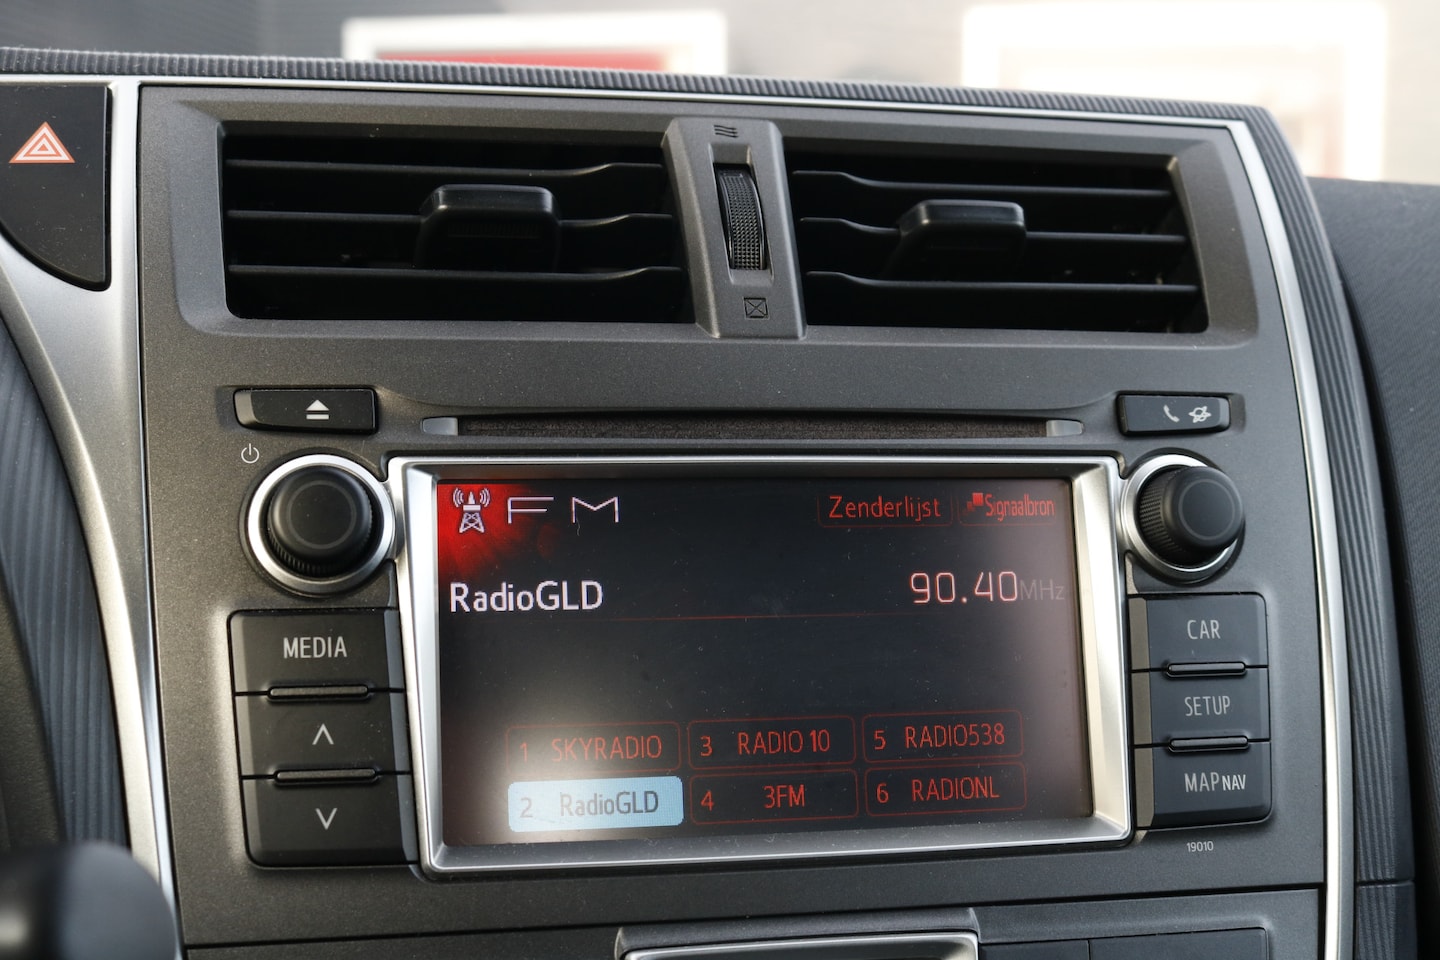 FM
Zenderlijst
Signaalbron
RadioGLD
90.40MHz
MEDIA
CAR
SETUP
MAP NAV
1 SKYRADIO
3 RADIO 10
5 RADIO538
2 RadioGLD
4 3FM
6 RADIONL
19010